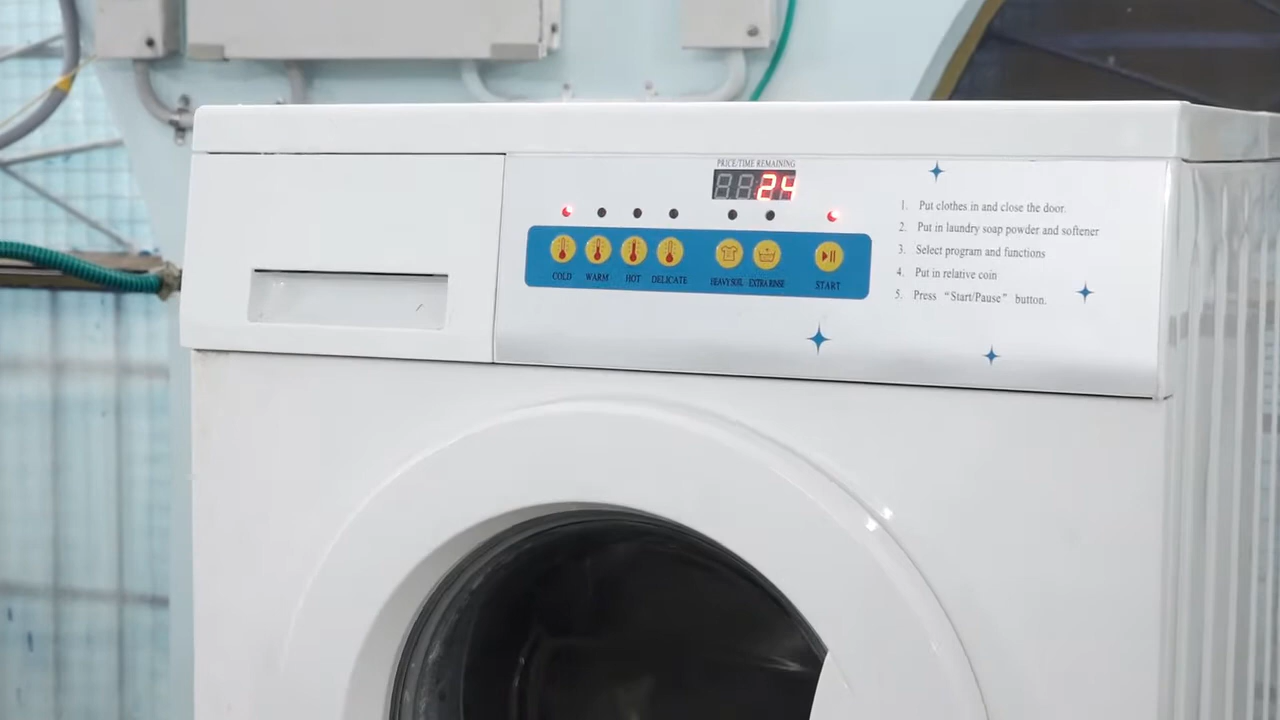 PRICE/TIME REMAINING
24
COLD WARM HOT DELICATE HEAVY SOIL EXTRA RINSE START
1. Put clothes in and close the door.
2. Put in laundry soap powder and softener
3. Select program and functions
4. Put in relative coin
5. Press “Start/Pause” button.